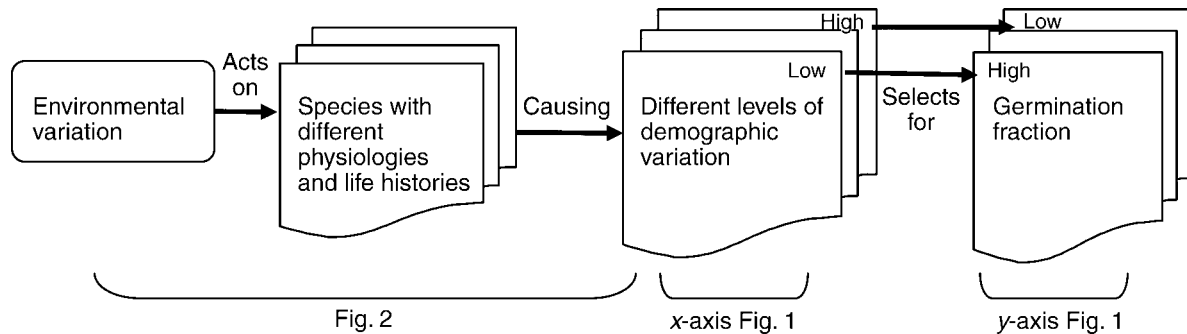 Environmental
variation
Acts
on
Species with
different
physiologies
and life histories
Causing
High
Low
Different levels of
demographic
variation
Selects
for
Low
High
Germination
fraction
Fig. 2
x-axis Fig. 1
y-axis Fig. 1